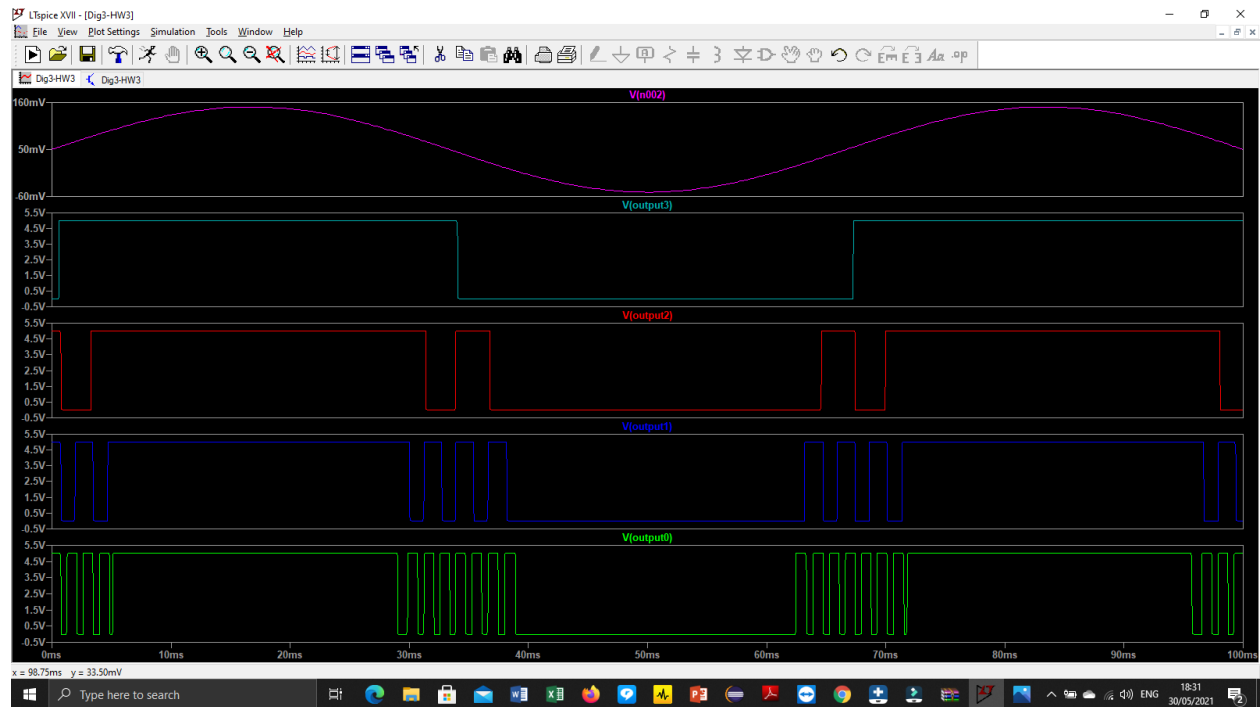 LTspice XVII - [Dig3-HW3]
File View Plot Settings Simulation Tools Window Help
Dig3-HW3 Dig3-HW3
V(n002)
160mV
50mV
-60mV
V(output3)
5.5V
4.5V
3.5V
2.5V
1.5V
0.5V
-0.5V
V(output2)
5.5V
4.5V
3.5V
2.5V
1.5V
0.5V
-0.5V
V(output1)
5.5V
4.5V
3.5V
2.5V
1.5V
0.5V
-0.5V
V(output0)
5.5V
4.5V
3.5V
2.5V
1.5V
0.5V
-0.5V
0ms 10ms 20ms 30ms 40ms 50ms 60ms 70ms 80ms 90ms 100ms
x = 98.75ms y = 33.50mV
Type here to search
ENG
18:31
30/05/2021
2